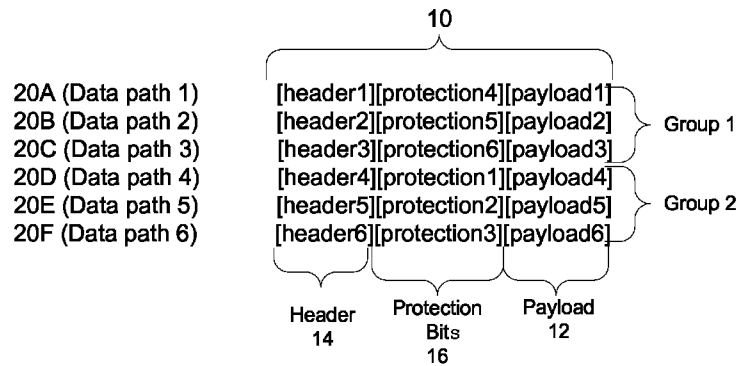 10
20A (Data path 1) [header1][protection4][payload1]
20B (Data path 2) [header2][protection5][payload2]
20C (Data path 3) [header3][protection6][payload3]
Group 1
20D (Data path 4) [header4][protection1][payload4]
20E (Data path 5) [header5][protection2][payload5]
20F (Data path 6) [header6][protection3][payload6]
Group 2
Header
14
Protection
Bits
16
Payload
12